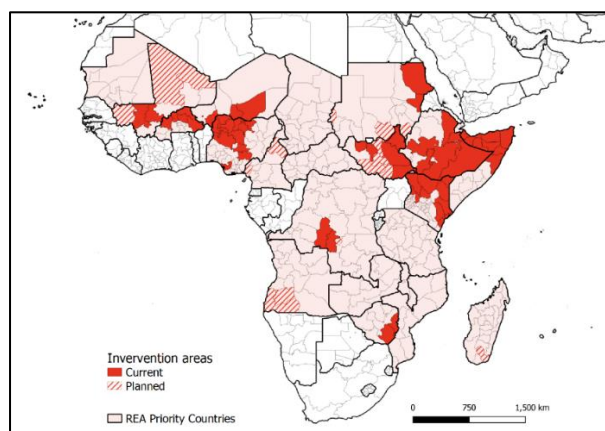 Invervention areas
Current
Planned
REA Priority Countries
0 750 1,500 km